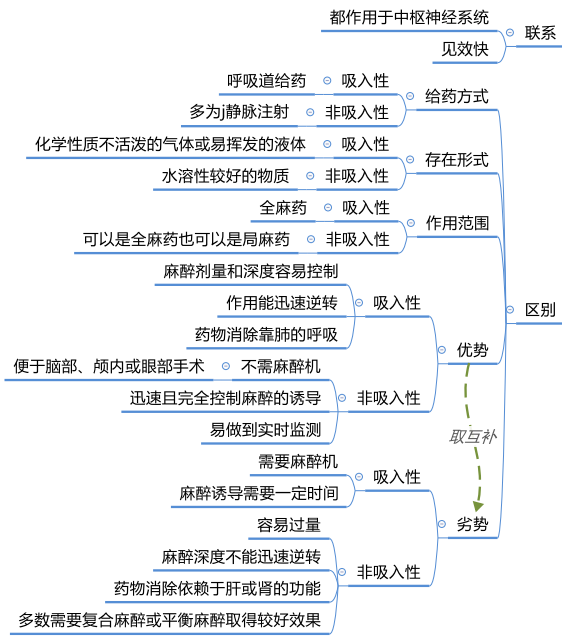 联系
都作用于中枢神经系统
见效快
区别
给药方式
吸入性
呼吸道给药
非吸入性
多为j静脉注射
存在形式
吸入性
化学性质不活泼的气体或易挥发的液体
非吸入性
水溶性较好的物质
作用范围
吸入性
全麻药
非吸入性
可以是全麻药也可以是局麻药
优势
吸入性
麻醉剂量和深度容易控制
作用能迅速逆转
药物消除靠肺的呼吸
非吸入性
不需麻醉机
便于脑部、颅内或眼部手术
迅速且完全控制麻醉的诱导
易做到实时监测
取互补
劣势
吸入性
需要麻醉机
麻醉诱导需要一定时间
非吸入性
容易过量
麻醉深度不能迅速逆转
药物消除依赖于肝或肾的功能
多数需要复合麻醉或平衡麻醉取得较好效果